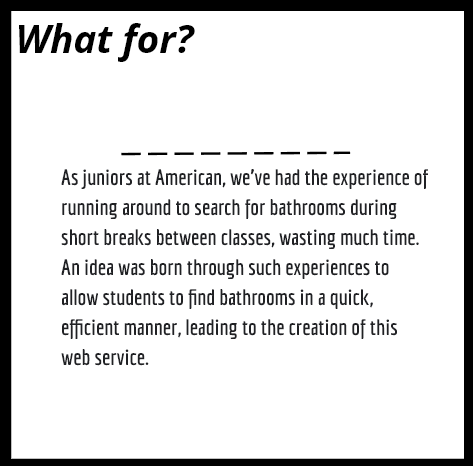 What for?
As juniors at American, we've had the experience of
running around to search for bathrooms during
short breaks between classes, wasting much time.
An idea was born through such experiences to
allow students to find bathrooms in a quick,
efficient manner, leading to the creation of this
web service.